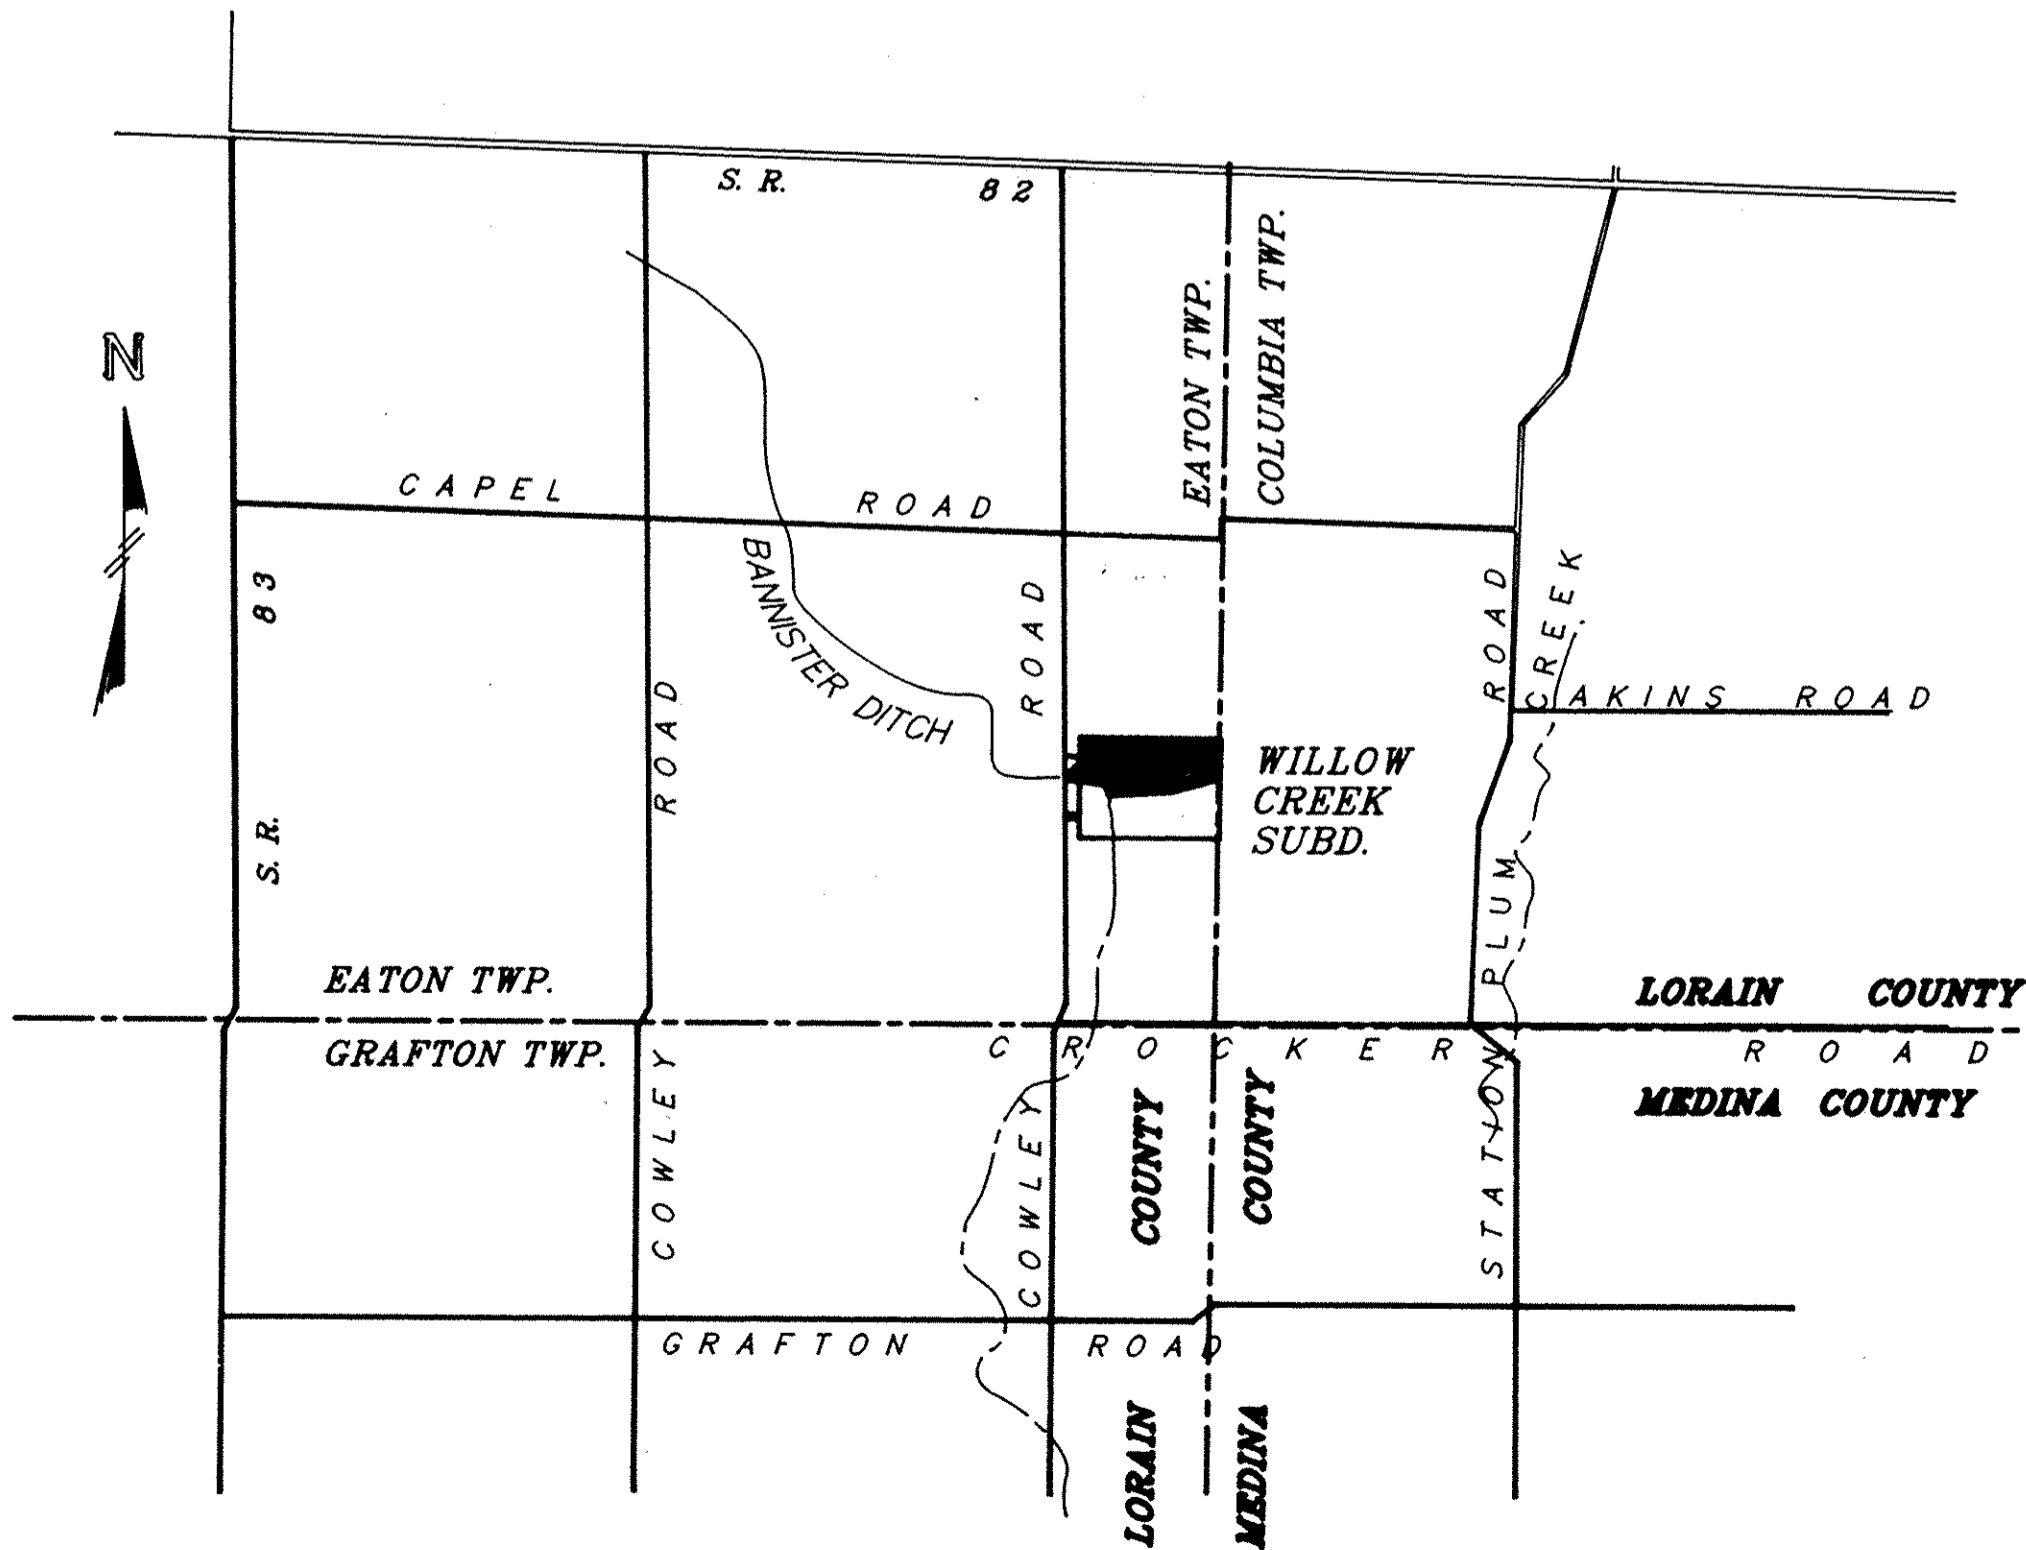 S. R. 82
N
EATON TWP.
COLUMBIA TWP.
CAPEL ROAD
BANNISTER DITCH
S. R. 83
COWLEY ROAD
COWLEY ROAD
STATION ROAD
PLUM CREEK
AKINS ROAD
WILLOW
CREEK
SUBD.
EATON TWP.
GRAFTON TWP.
LORAIN COUNTY
CROCKER ROAD
MEDINA COUNTY
LORAIN COUNTY
MEDINA COUNTY
GRAFTON ROAD